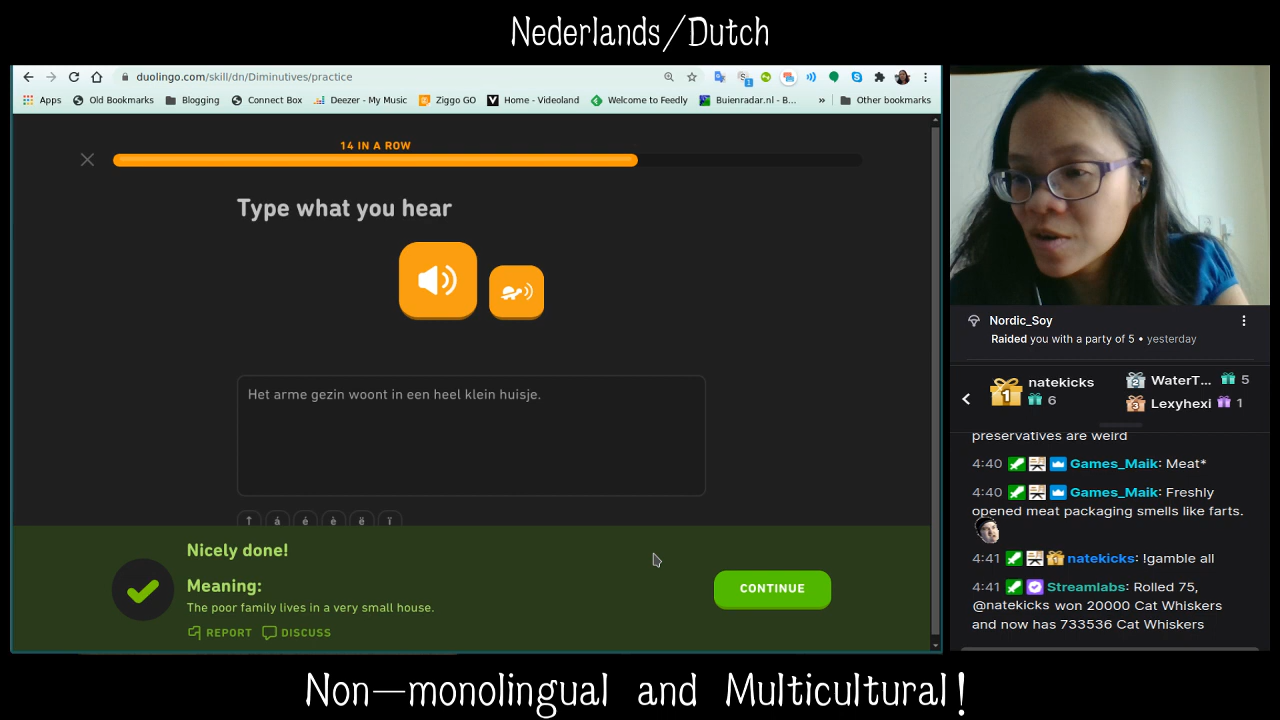 Nederlands/Dutch
duolingo.com/skill/dn/Diminutives/practice
Apps Old Bookmarks Blogging Connect Box Deezer - My Music Ziggo GO Home - Videoland Welcome to Feedly Buienradar.nl - B... » Other bookmarks
14 IN A ROW
Type what you hear
Het arme gezin woont in een heel klein huisje.
↑ á é è ë ï
Nicely done!
Meaning:
The poor family lives in a very small house.
REPORT DISCUSS
CONTINUE
Nordic_Soy
Raided you with a party of 5 • yesterday
1 natekicks
6
2 WaterT... 5
3 Lexyhexi 1
preservatives are weird
4:40 Games_Maik: Meat*
4:40 Games_Maik: Freshly
opened meat packaging smells like farts.
4:41 natekicks: !gamble all
4:41 Streamlabs: Rolled 75,
@natekicks won 20000 Cat Whiskers
and now has 733536 Cat Whiskers
Non-monolingual and Multicultural!